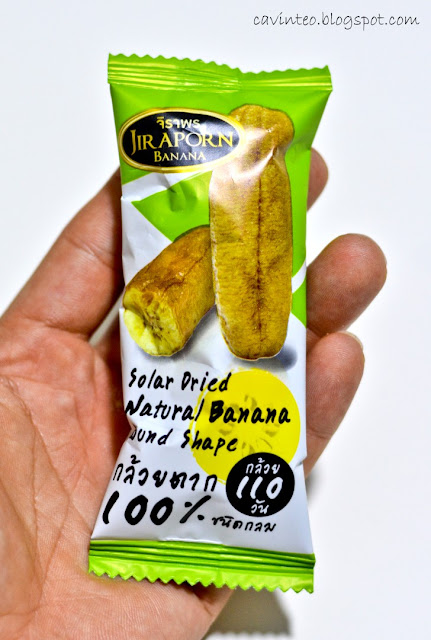 cavinteo.blogspot.com
จิราพร
JIRAPORN
BANANA
Solar Dried
Natural Banana
Shape
กล้วยตาก
100%
ชนิดกลม
กล้วย
110
วัน